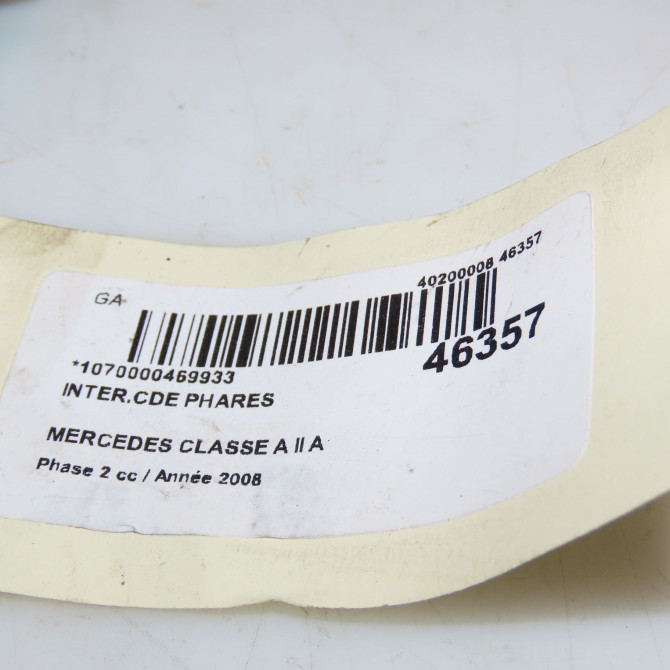 GA
40200008 46357
*1070000469933
46357
INTER.CDE PHARES
MERCEDES CLASSE A II A
Phase 2 cc / Année 2008